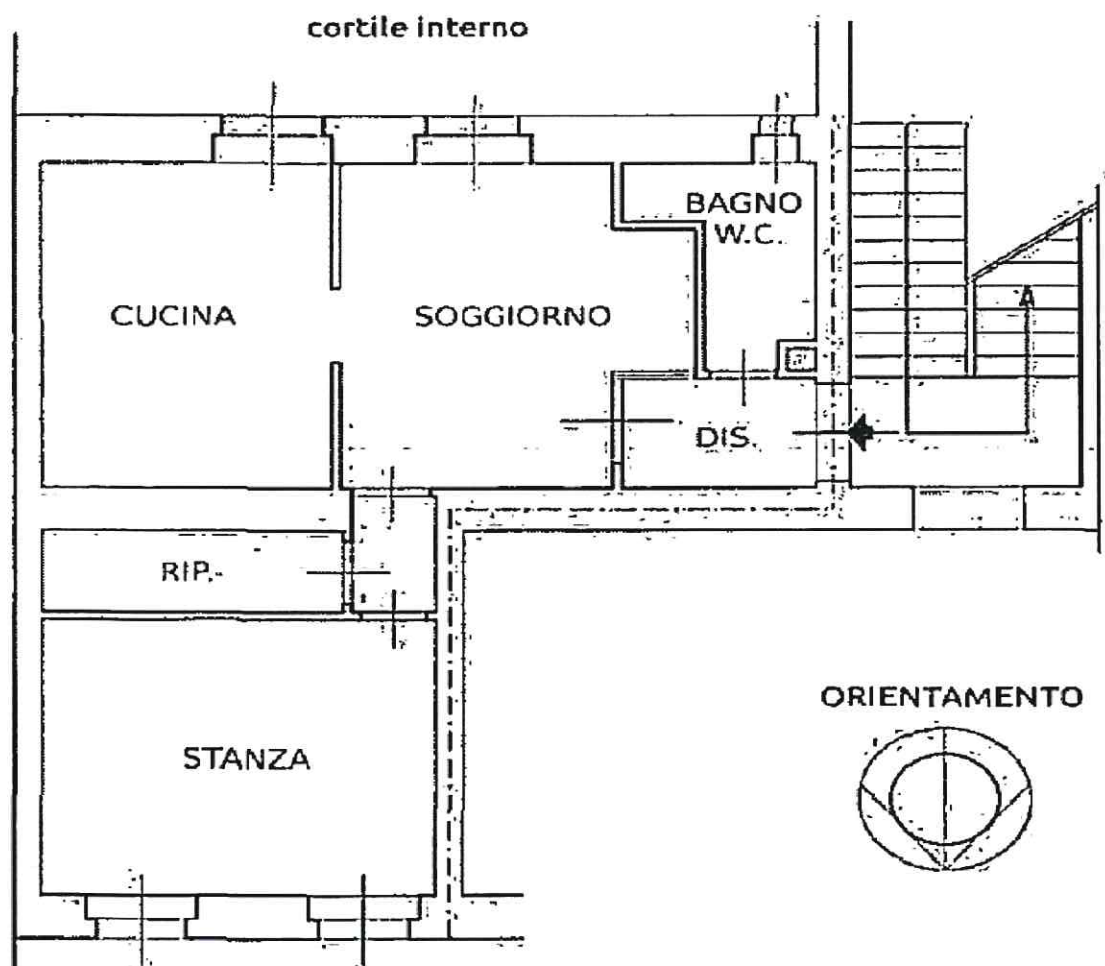 cortile interno
BAGNO
W.C.
CUCINA
SOGGIORNO
DIS.
RIP.-
ORIENTAMENTO
STANZA